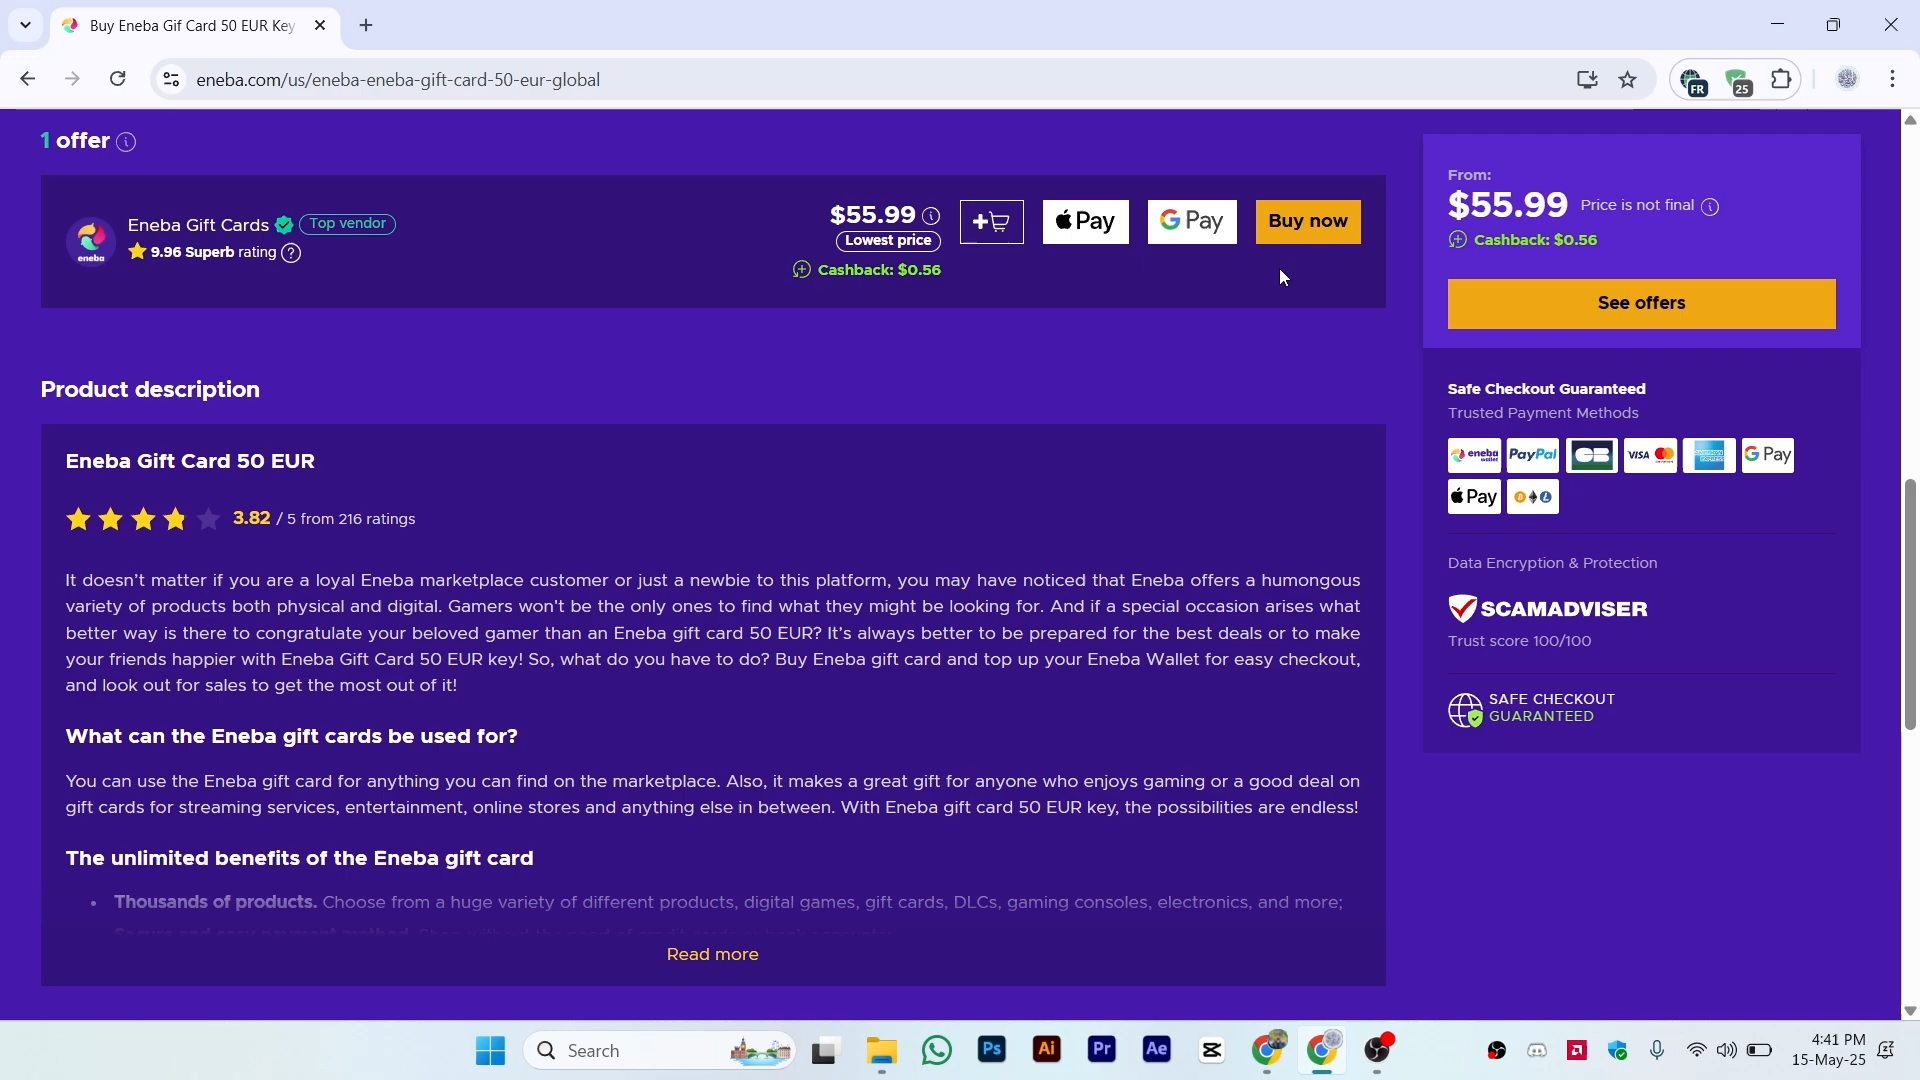 Buy Eneba Gif Card 50 EUR Key
eneba.com/us/eneba-eneba-gift-card-50-eur-global
FR
25
1 offer
Eneba Gift Cards
Top vendor
9.96 Superb rating
eneba
$55.99
Lowest price
Cashback: $0.56
Pay
G Pay
Buy now
From:
$55.99 Price is not final
Cashback: $0.56
See offers
Safe Checkout Guaranteed
Trusted Payment Methods
eneba wallet
PayPal
CB
VISA
G Pay
Pay
Data Encryption & Protection
SCAMADVISER
Trust score 100/100
SAFE CHECKOUT
GUARANTEED
Product description
Eneba Gift Card 50 EUR
3.82 / 5 from 216 ratings
It doesn’t matter if you are a loyal Eneba marketplace customer or just a newbie to this platform, you may have noticed that Eneba offers a humongous
variety of products both physical and digital. Gamers won't be the only ones to find what they might be looking for. And if a special occasion arises what
better way is there to congratulate your beloved gamer than an Eneba gift card 50 EUR? It’s always better to be prepared for the best deals or to make
your friends happier with Eneba Gift Card 50 EUR key! So, what do you have to do? Buy Eneba gift card and top up your Eneba Wallet for easy checkout,
and look out for sales to get the most out of it!
What can the Eneba gift cards be used for?
You can use the Eneba gift card for anything you can find on the marketplace. Also, it makes a great gift for anyone who enjoys gaming or a good deal on
gift cards for streaming services, entertainment, online stores and anything else in between. With Eneba gift card 50 EUR key, the possibilities are endless!
The unlimited benefits of the Eneba gift card
• Thousands of products. Choose from a huge variety of different products, digital games, gift cards, DLCs, gaming consoles, electronics, and more;
Read more
Search
Ps
Ai
Pr
Ae
4:41 PM
15-May-25